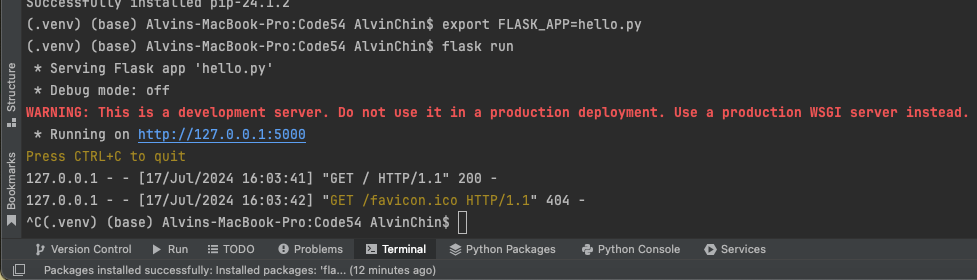 Successfully installed pip-24.1.2
(.venv) (base) Alvins-MacBook-Pro:Code54 AlvinChin$ export FLASK_APP=hello.py
(.venv) (base) Alvins-MacBook-Pro:Code54 AlvinChin$ flask run
* Serving Flask app 'hello.py'
* Debug mode: off
WARNING: This is a development server. Do not use it in a production deployment. Use a production WSGI server instead.
* Running on http://127.0.0.1:5000
Press CTRL+C to quit
127.0.0.1 - - [17/Jul/2024 16:03:41] "GET / HTTP/1.1" 200 -
127.0.0.1 - - [17/Jul/2024 16:03:42] "GET /favicon.ico HTTP/1.1" 404 -
^C(.venv) (base) Alvins-MacBook-Pro:Code54 AlvinChin$
Structure
Bookmarks
Version Control Run TODO Problems Terminal Python Packages Python Console Services
Packages installed successfully: Installed packages: 'fla... (12 minutes ago)